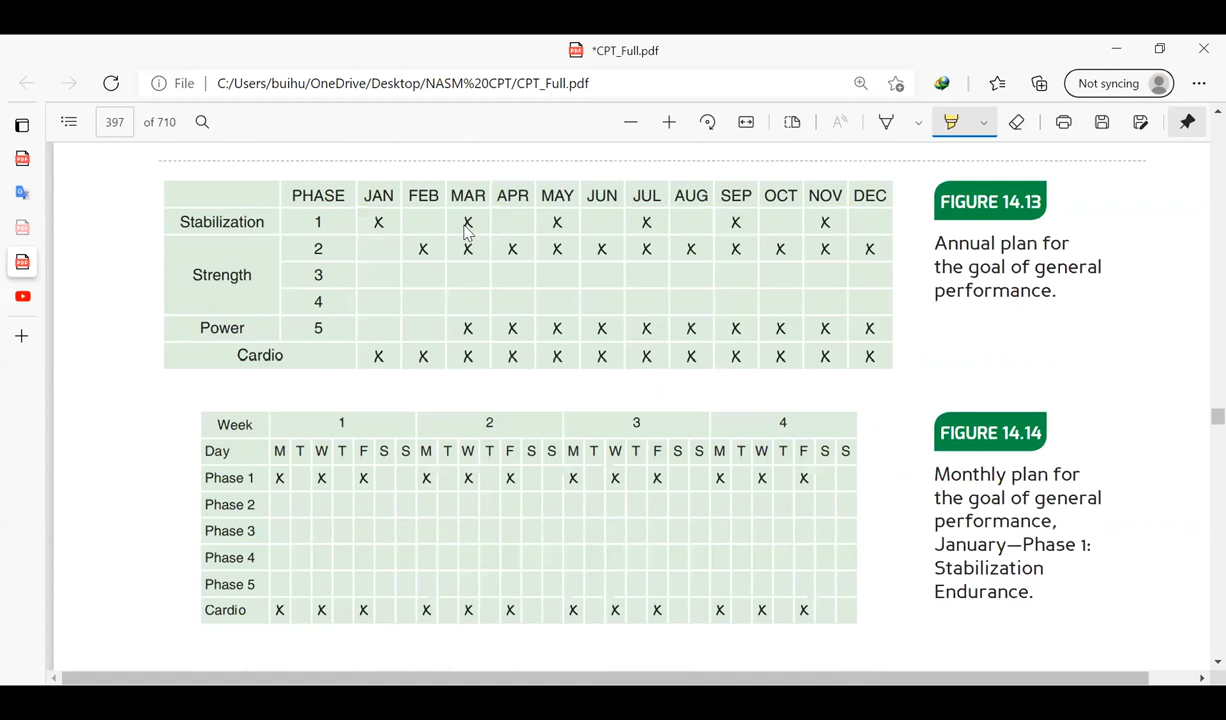 *CPT_Full.pdf
File C:/Users/buihu/OneDrive/Desktop/NASM%20CPT/CPT_Full.pdf Not syncing
397 of 710
PHASE JAN FEB MAR APR MAY JUN JUL AUG SEP OCT NOV DEC
Stabilization 1 X X X X X X
2 X X X X X X X X X X X
Strength 3
4
Power 5 X X X X X X X X X X
Cardio X X X X X X X X X X X X
FIGURE 14.13
Annual plan for
the goal of general
performance.
Week 1 2 3 4
Day M T W T F S S M T W T F S S M T W T F S S M T W T F S S
Phase 1 X X X X X X X X X X X X
Phase 2
Phase 3
Phase 4
Phase 5
Cardio X X X X X X X X X X X X
FIGURE 14.14
Monthly plan for
the goal of general
performance,
January—Phase 1:
Stabilization
Endurance.